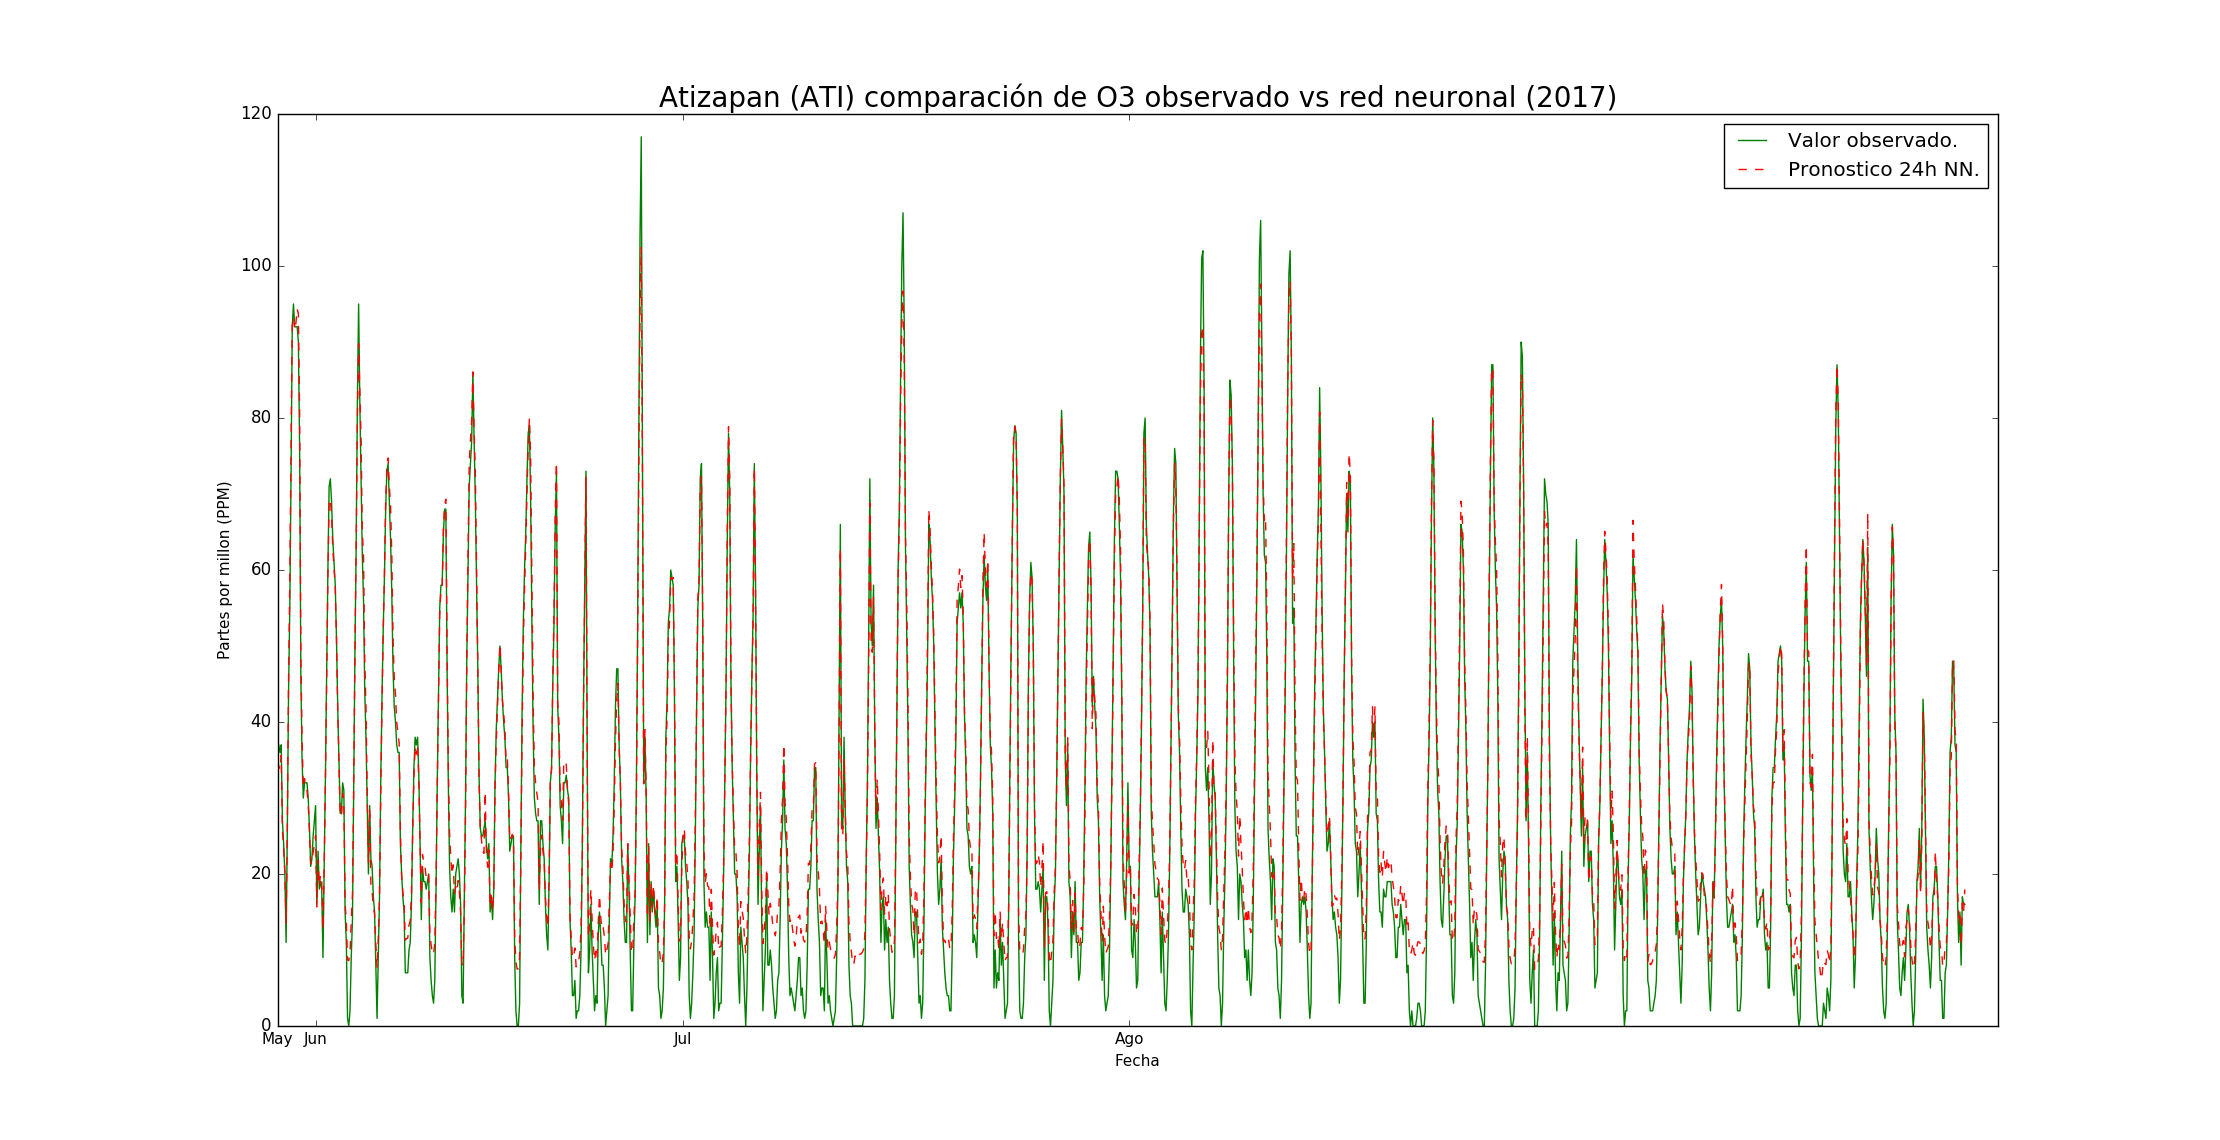 Atizapan (ATI) comparación de O3 observado vs red neuronal (2017)
120
100
80
60
40
20
0
Partes por millon (PPM)
Valor observado.
Pronostico 24h NN.
May Jun Jul Ago
Fecha